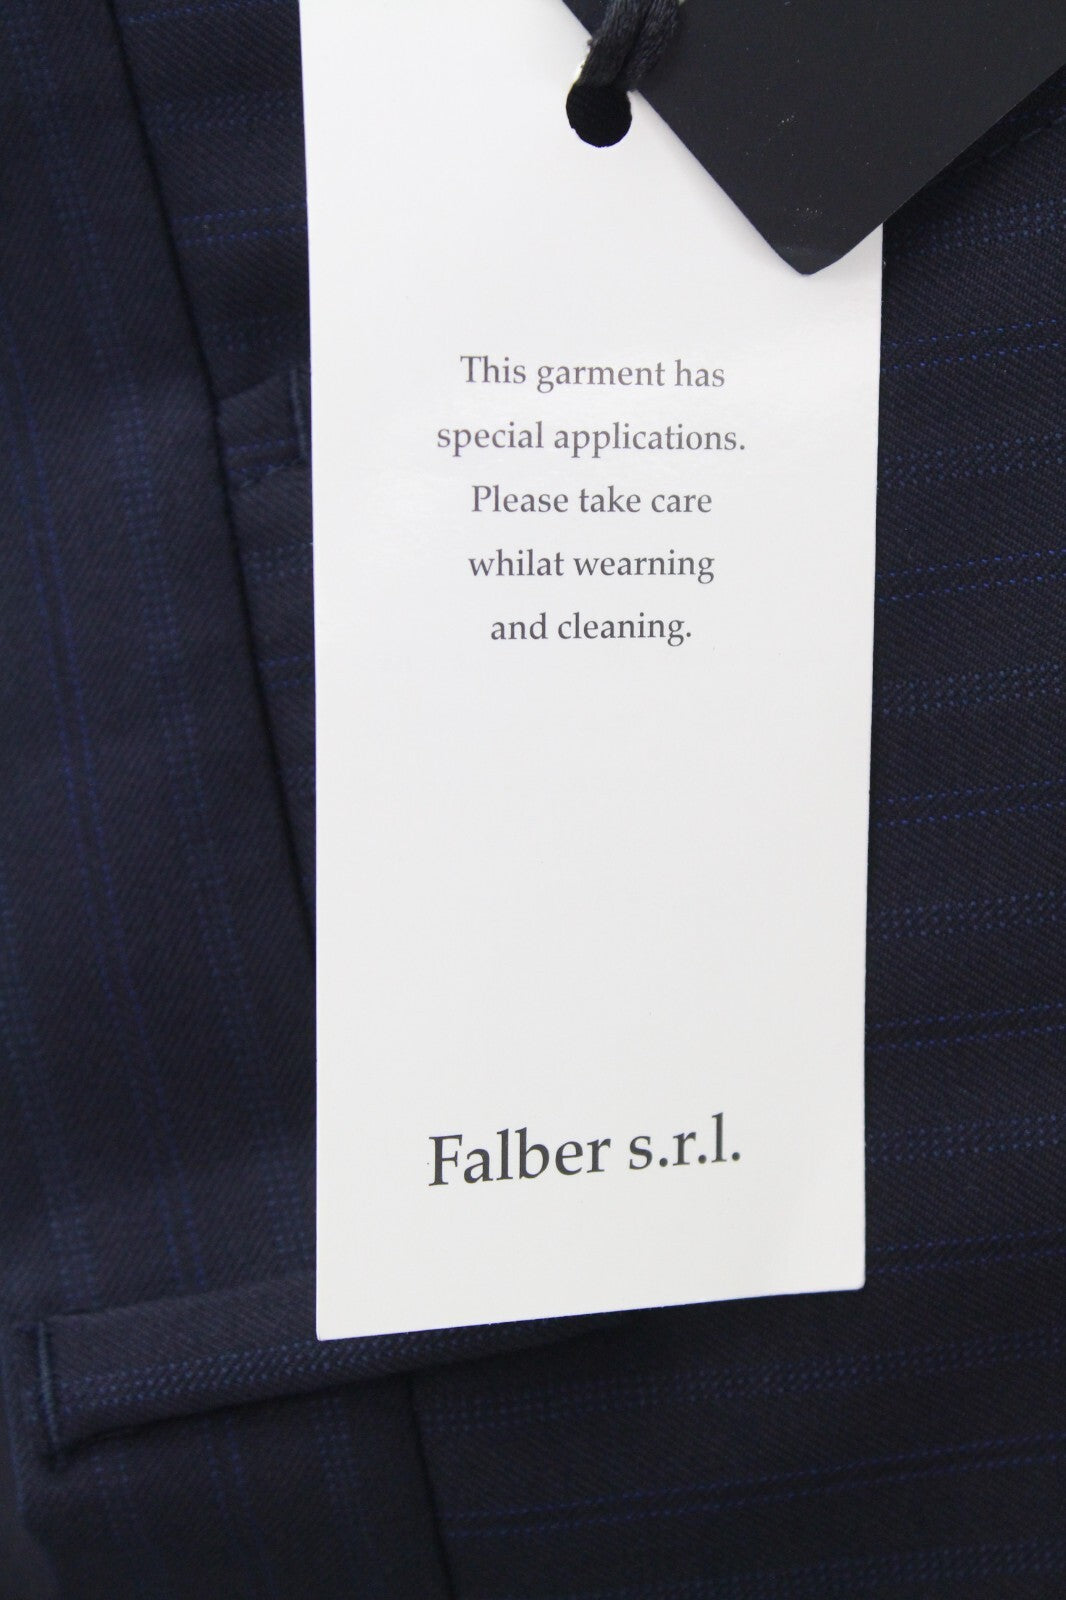 This garment has
special applications.
Please take care
whilat wearning
and cleaning.
Falber s.r.l.